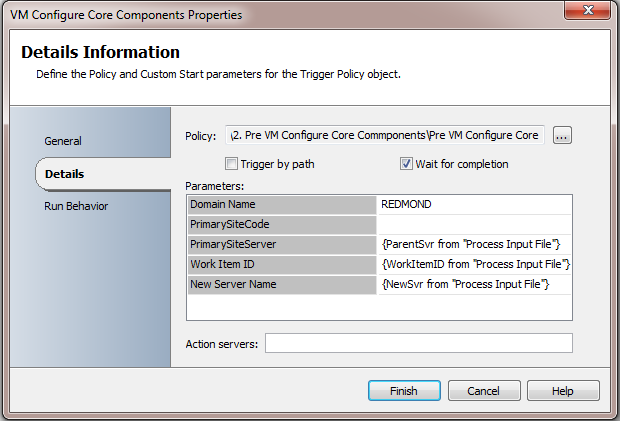 VM Configure Core Components Properties
Details Information
Define the Policy and Custom Start parameters for the Trigger Policy object.
General
Details
Run Behavior
Policy: \2. Pre VM Configure Core Commponents\Pre VM Configure Core ...
Trigger by path Wait for completion
Parameters:
Domain Name REDMOND
PrimarySiteCode
PrimarySiteServer {ParentSvr from "Process Input File"}
Work Item ID {WorkItemID from "Process Input File"}
New Server Name {NewSvr from "Process Input File"}
Action servers:
Finish Cancel Help